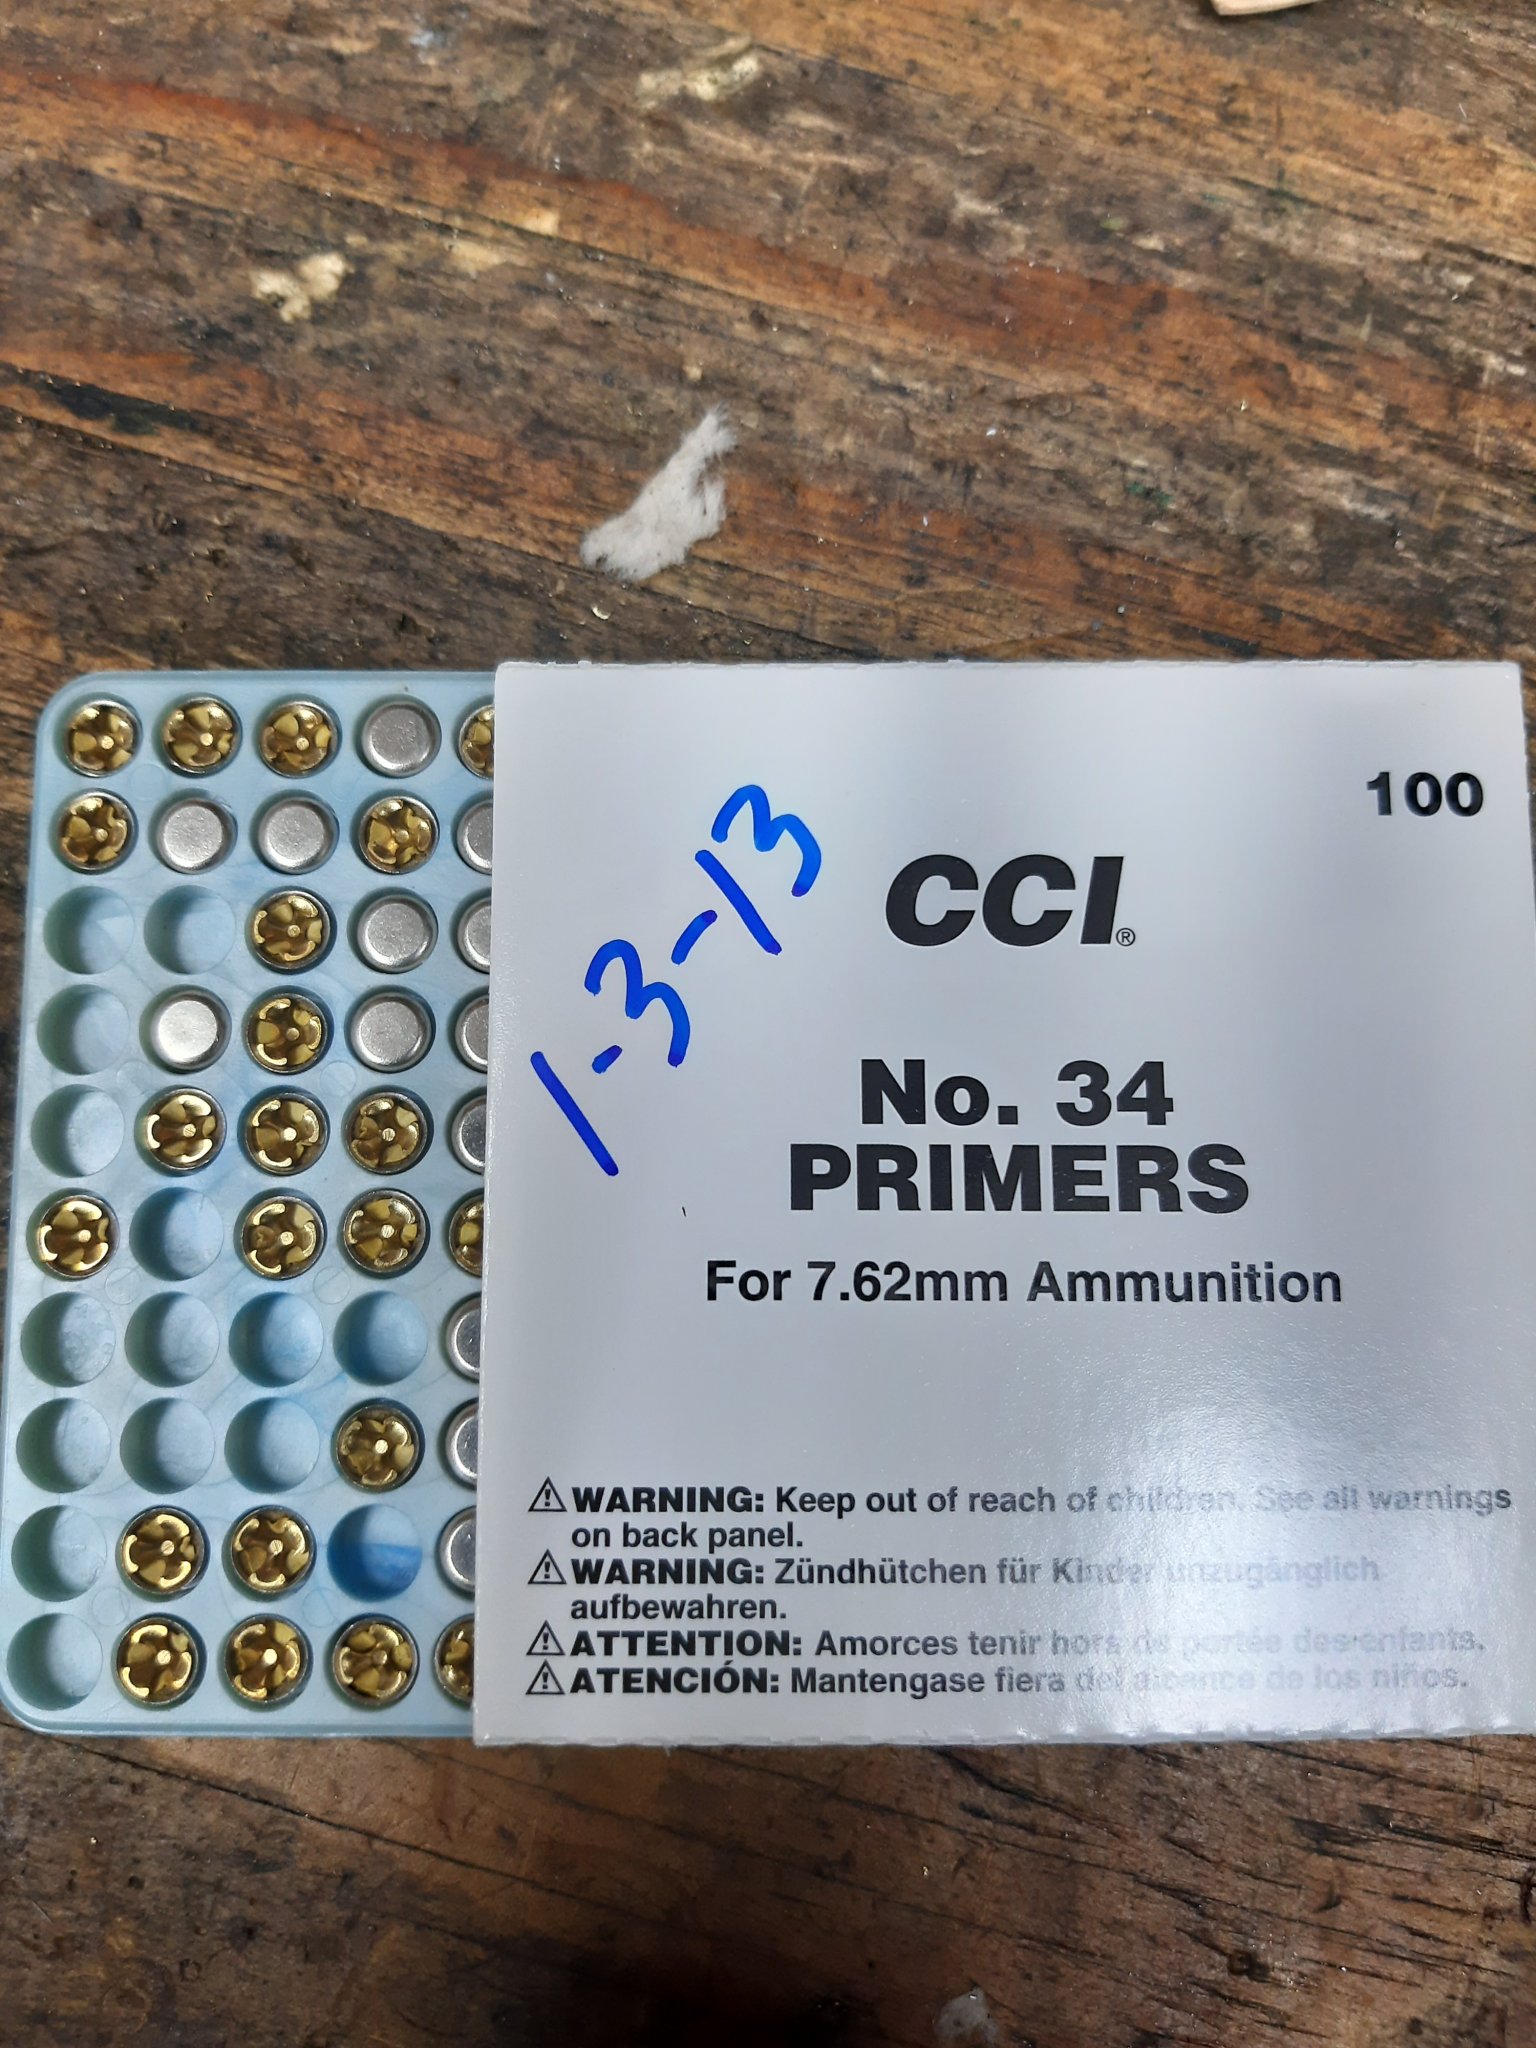 100
CCI®
1-3-13
No. 34
PRIMERS
For 7.62mm Ammunition
⚠WARNING: Keep out of reach of children. See all warnings
on back panel.
⚠WARNING: Zündhütchen für Kinder unzugänglich
aufbewahren.
⚠ATTENTION: Amorces tenir hors de portée des enfants.
⚠ATENCIÓN: Mantengase fiera del alcance de los niños.